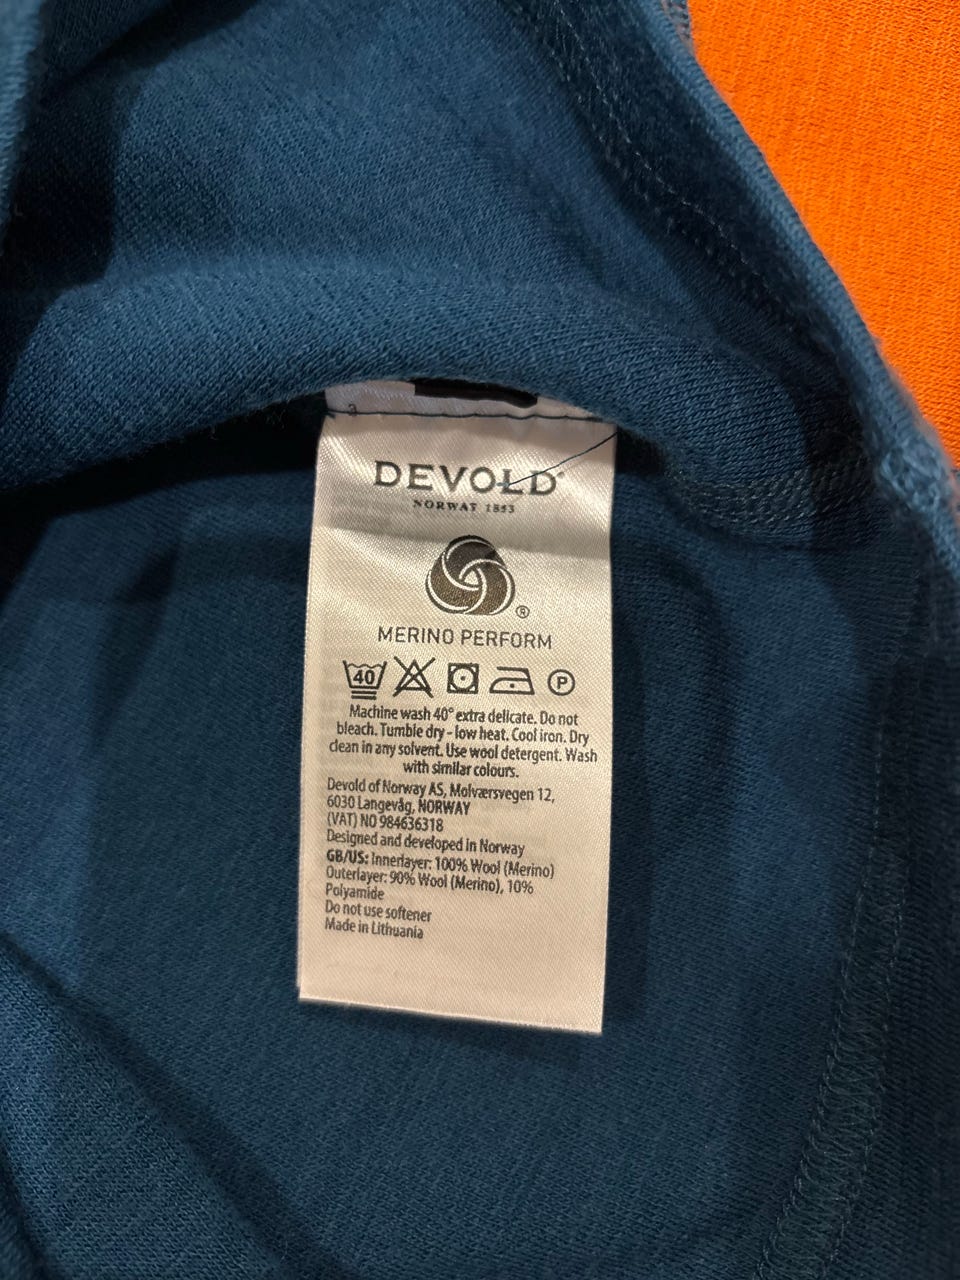 3
DEVOLD®
NORWAY 1853
®
MERINO PERFORM
40 P
Machine wash 40° extra delicate. Do not
bleach. Tumble dry - low heat. Cool iron. Dry
clean in any solvent. Use wool detergent. Wash
with similar colours.
Devold of Norway AS, Molværsvegen 12,
6030 Langevåg, NORWAY
(VAT) NO 984636318
Designed and developed in Norway
GB/US: Innerlayer: 100% Wool (Merino)
Outerlayer: 90% Wool (Merino), 10%
Polyamide
Do not use softener
Made in Lithuania